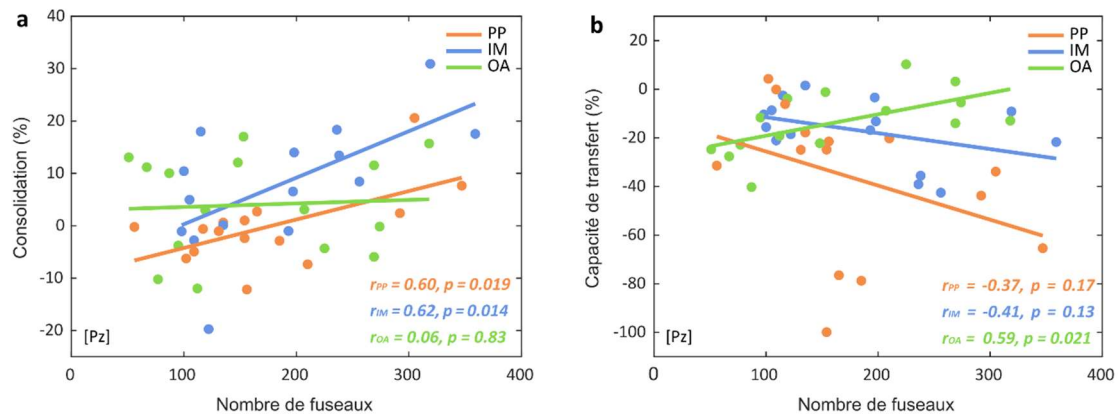 a
Consolidation (%)
40
30
20
10
0
-10
-20
PP
IM
OA
rPP = 0.60, p = 0.019
rIM = 0.62, p = 0.014
rOA = 0.06, p = 0.83
[Pz]
0 100 200 300 400
Nombre de fuseaux
b
Capacité de transfert (%)
20
0
-20
-40
-60
-80
-100
PP
IM
OA
rPP = -0.37, p = 0.17
rIM = -0.41, p = 0.13
rOA = 0.59, p = 0.021
[Pz]
0 100 200 300 400
Nombre de fuseaux